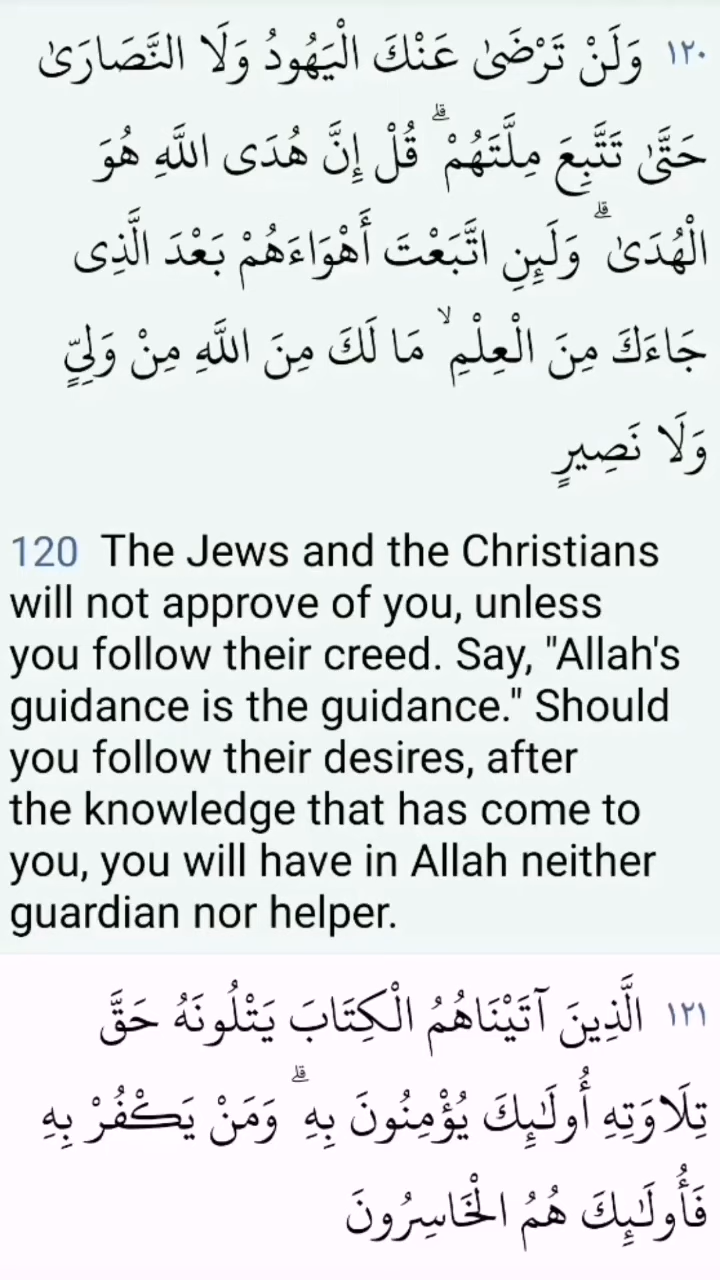 ١٢٠ وَلَنْ تَرْضَىٰ عَنْكَ الْيَهُودُ وَلَا النَّصَارَىٰ
حَتَّىٰ تَتَّبِعَ مِلَّتَهُمْ ۗ قُلْ إِنَّ هُدَى اللَّهِ هُوَ
الْهُدَىٰ ۗ وَلَئِنِ اتَّبَعْتَ أَهْوَاءَهُمْ بَعْدَ الَّذِى
جَاءَكَ مِنَ الْعِلْمِ ۙ مَا لَكَ مِنَ اللَّهِ مِنْ وَلِيٍّ
وَلَا نَصِيرٍ
120 The Jews and the Christians
will not approve of you, unless
you follow their creed. Say, "Allah's
guidance is the guidance." Should
you follow their desires, after
the knowledge that has come to
you, you will have in Allah neither
guardian nor helper.
١٢١ الَّذِينَ آتَيْنَاهُمُ الْكِتَابَ يَتْلُونَهُ حَقَّ
تِلَاوَتِهِ أُولَٰئِكَ يُؤْمِنُونَ بِهِ ۗ وَمَنْ يَكْفُرْ بِهِ
فَأُولَٰئِكَ هُمُ الْخَاسِرُونَ